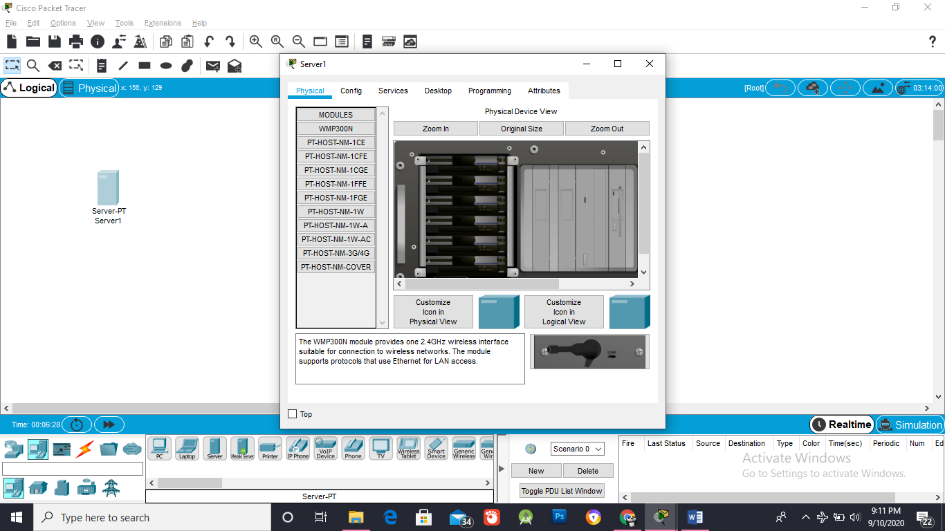 Cisco Packet Tracer
File Edit Options View Tools Extensions Help
?
Logical
Physical x: 166, y: 129
[Root]
03:14:00
Server-PT
Server1
Server1
Physical Config Services Desktop Programming Attributes
MODULES
WMP300N
PT-HOST-NM-1CE
PT-HOST-NM-1CFE
PT-HOST-NM-1CGE
PT-HOST-NM-1FFE
PT-HOST-NM-1FGE
PT-HOST-NM-1W
PT-HOST-NM-1W-A
PT-HOST-NM-1W-AC
PT-HOST-NM-3G/4G
PT-HOST-NM-COVER
Physical Device View
Zoom In Original Size Zoom Out
Customize
Icon in
Physical View
Customize
Icon in
Logical View
The WMP300N module provides one 2.4GHz wireless interface
suitable for connection to wireless networks. The module
supports protocols that use Ethernet for LAN access.
Top
Time: 00:06:28
Realtime
Simulation
PC Laptop Server Printer IP Phone VoIP Device Phone TV Wireless Tablet Smart Device Generic Wireless Generic Wired
Server-PT
Scenario 0
New Delete
Toggle PDU List Window
Fire Last Status Source Destination Type Color Time(sec) Periodic Num Ed
Activate Windows
Go to Settings to activate Windows.
Type here to search
34
Ps
9:11 PM
9/10/2020
22